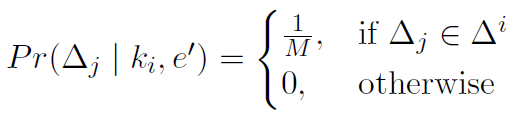 Pr(Δ_j | k_i, e′) = { 1/M, if Δ_j ∈ Δ^i
0, otherwise